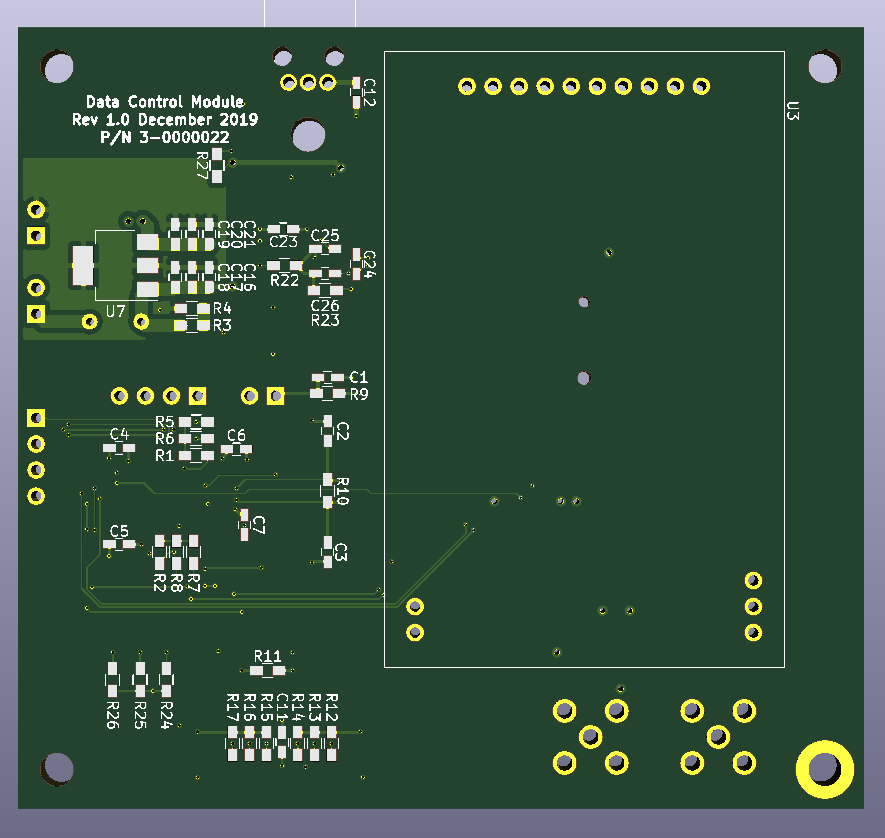 Data Control Module
Rev 1.0 December 2019
P/N 3-0000022
C12
U3
R27
C19
C20
C21
C23
C25
C24
R22
C18
C17
C16
C26
R23
U7
R4
R3
C1
R9
R5
R6
R1
C4
C6
C2
R10
C7
C5
C3
R2
R8
R7
R11
R26
R25
R24
R17
R16
R15
C11
R14
R13
R12